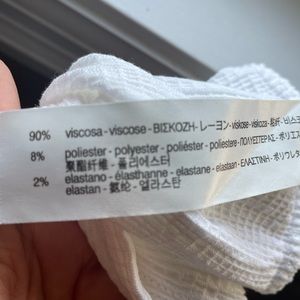 90% viscosa - viscose - ΒΙΣΚΟΖΗ - レーヨン - viskose - viskoza -
8% poliester - polyester - poliéster - ΠΟΛΥΕΣΤΕΡΑΣ - ポリエス
聚酯纤维 - 폴리에스터
2% elastano - élasthanne - elastane - elastaan - ΕΛΑΣΤΙΝΗ - ポリウレタ
elastan - 氨纶 - 엘라스탄